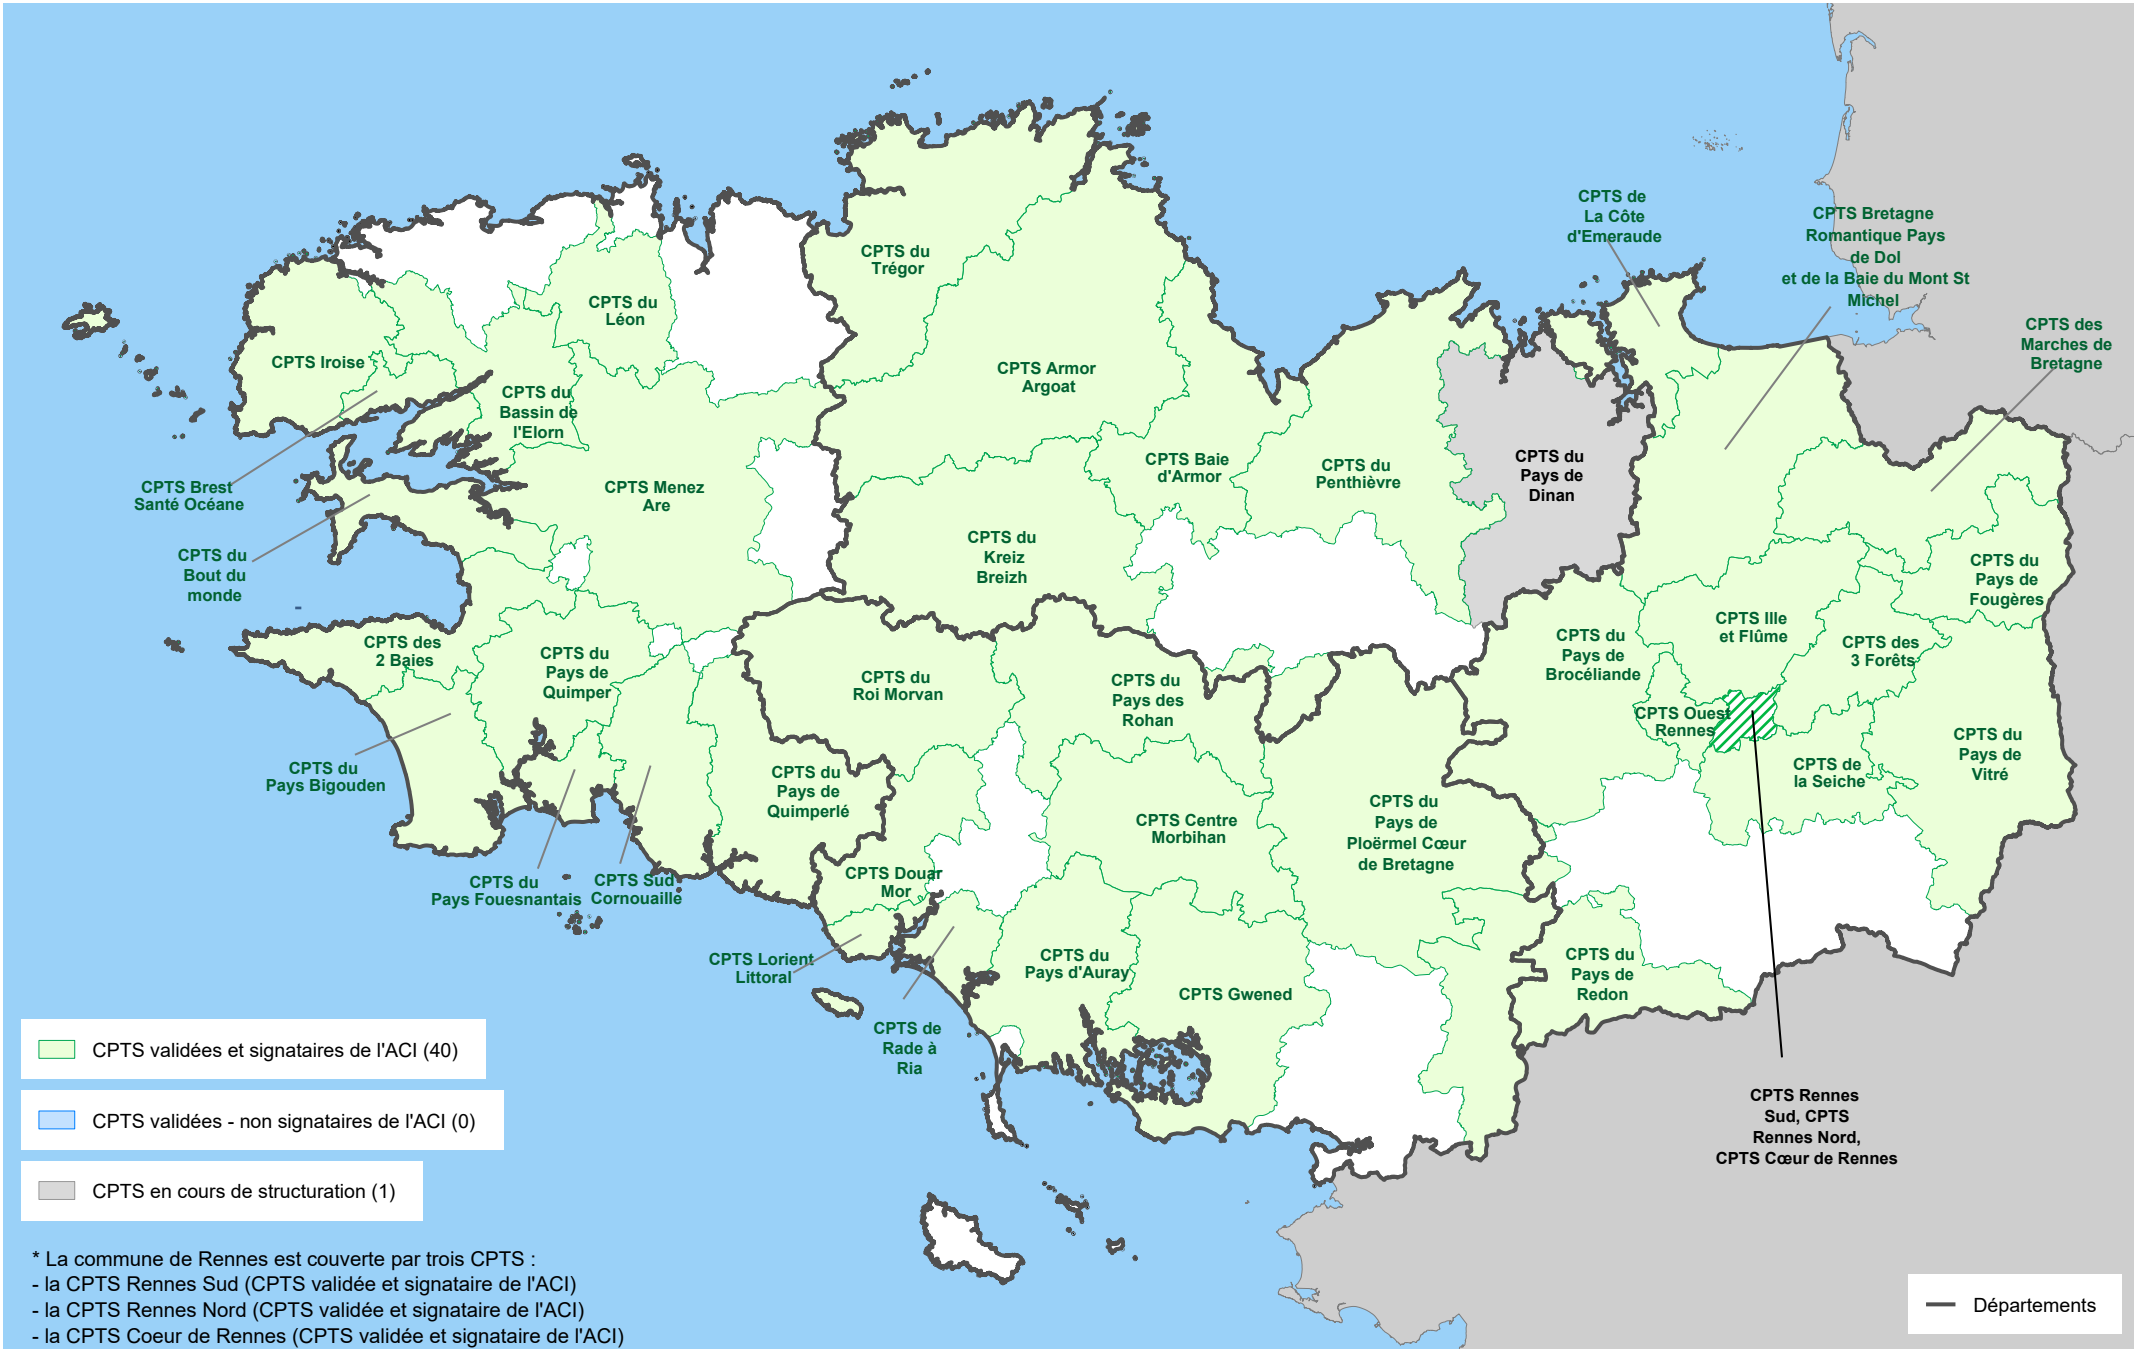 CPTS de
La Côte
d'Emeraude
CPTS Bretagne
Romantique Pays
de Dol
et de la Baie du Mont St
Michel
CPTS des
Marches de
Bretagne
CPTS du
Trégor
CPTS du
Léon
CPTS Iroise
CPTS Armor
Argoat
CPTS du
Bassin de
l'Elorn
CPTS Brest
Santé Océane
CPTS Menez
Are
CPTS Baie
d'Armor
CPTS du
Penthièvre
CPTS du
Pays de
Dinan
CPTS du
Bout du
monde
CPTS du
Kreiz
Breizh
CPTS du
Pays de
Fougères
CPTS Ille
et Flûme
CPTS des
3 Forêts
CPTS du
Pays de
Brocéliande
CPTS des
2 Baies
CPTS du
Pays de
Quimper
CPTS du
Roi Morvan
CPTS du
Pays des
Rohan
CPTS Ouest
Rennes
CPTS du
Pays de
Vitré
CPTS de
la Seiche
CPTS du
Pays Bigouden
CPTS du
Pays de
Quimperlé
CPTS Centre
Morbihan
CPTS du
Pays de
Ploërmel Cœur
de Bretagne
CPTS du
Pays Fouesnantais
CPTS Sud
Cornouaille
CPTS Douar
Mor
CPTS Lorient
Littoral
CPTS du
Pays d'Auray
CPTS Gwened
CPTS du
Pays de
Redon
CPTS de
Rade à
Ria
CPTS Rennes
Sud, CPTS
Rennes Nord,
CPTS Cœur de Rennes
CPTS validées et signataires de l'ACI (40)
CPTS validées - non signataires de l'ACI (0)
CPTS en cours de structuration (1)
* La commune de Rennes est couverte par trois CPTS :
- la CPTS Rennes Sud (CPTS validée et signataire de l'ACI)
- la CPTS Rennes Nord (CPTS validée et signataire de l'ACI)
- la CPTS Coeur de Rennes (CPTS validée et signataire de l'ACI)
Départements